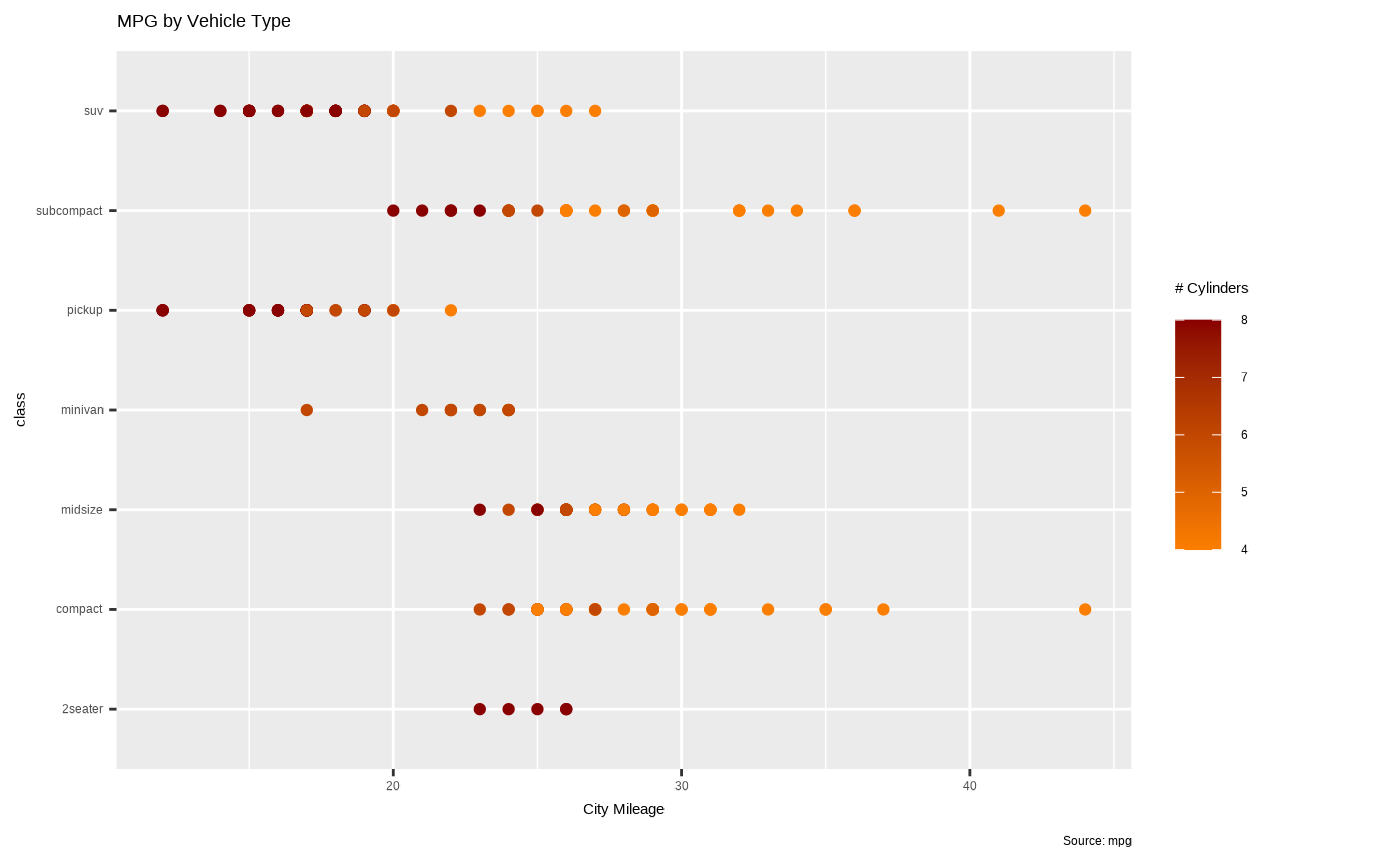 MPG by Vehicle Type
suv
subcompact
pickup
minivan
midsize
compact
2seater
class
20
30
40
City Mileage
# Cylinders
8
7
6
5
4
Source: mpg